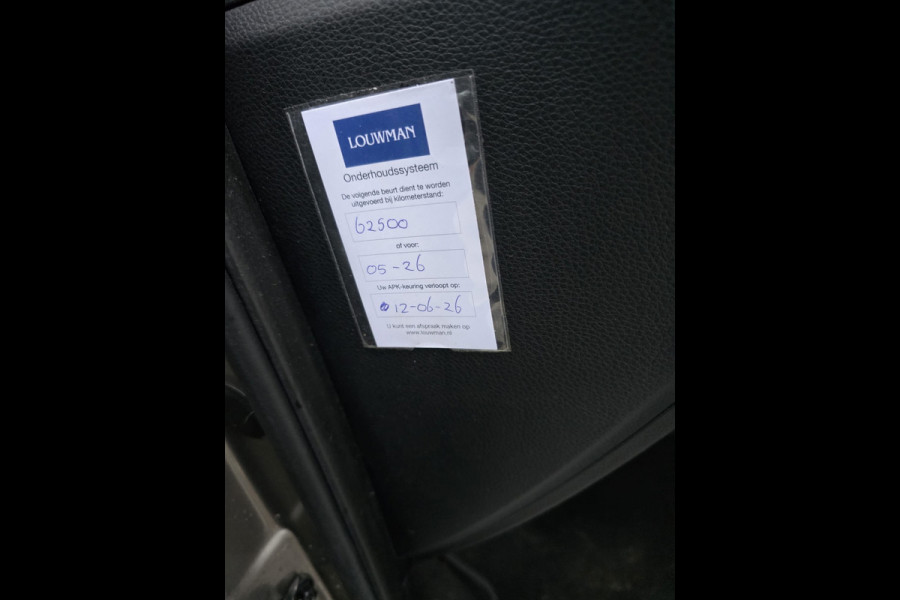 LOUWMAN
Onderhoudssysteem
De volgende beurt dient te worden
uitgevoerd bij kilometerstand:
62500
of voor:
05-26
Uw APK-keuring verloopt op:
12-06-26
U kunt een afspraak maken op
www.louwman.nl